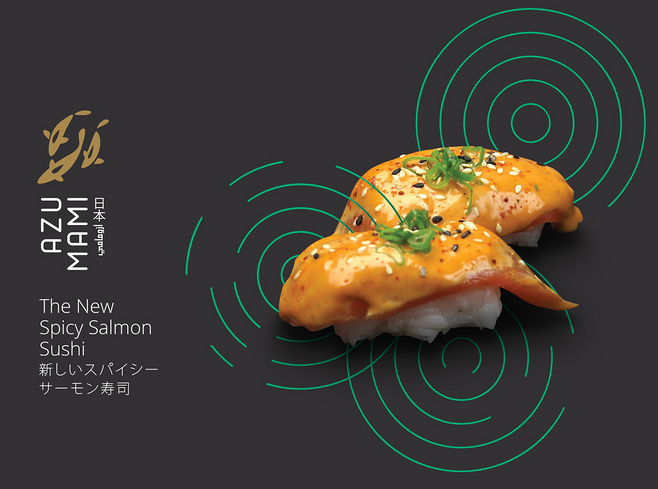 AZU
MAMI
日本
The New
Spicy Salmon
Sushi
新しいスパイシー
サーモン寿司